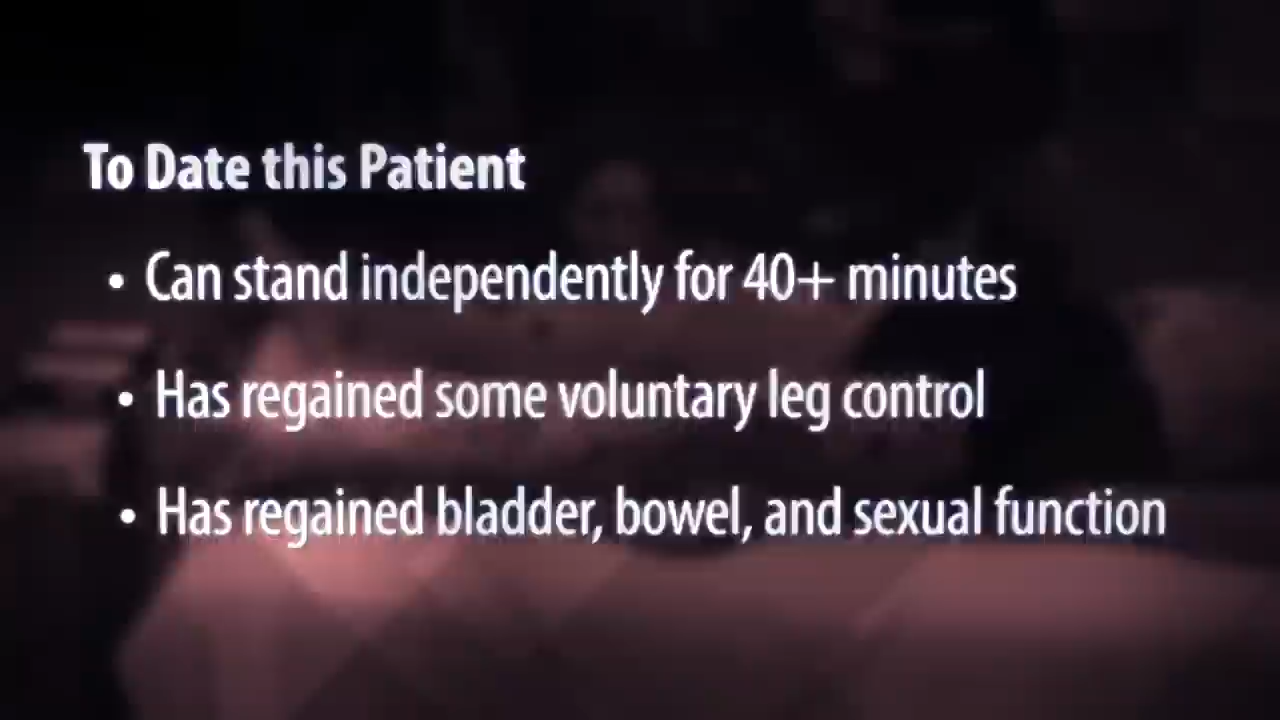 To Date this Patient
• Can stand independently for 40+ minutes
• Has regained some voluntary leg control
• Has regained bladder, bowel, and sexual function